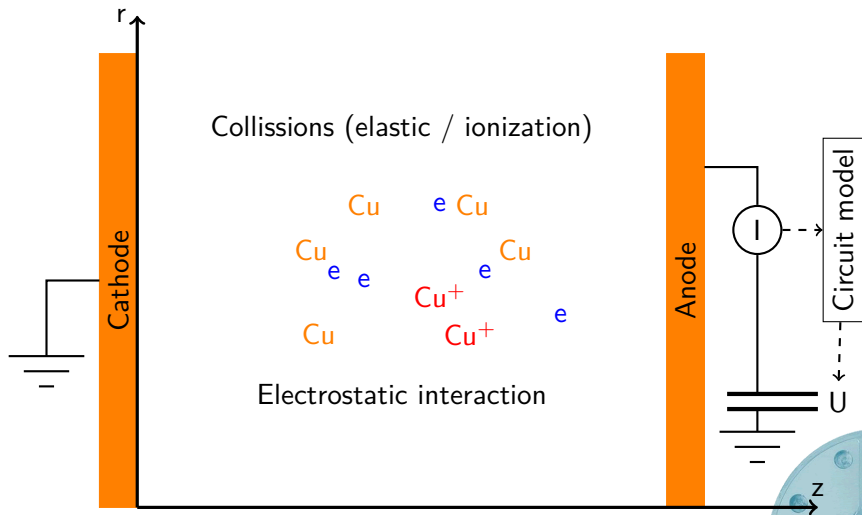 r
Collissions (elastic / ionization)
Cu
e
Cu
Cu
e
e
e
Cu
Cu⁺
e
Cu
Cu⁺
Electrostatic interaction
Cathode
Anode
I
Circuit model
U
z